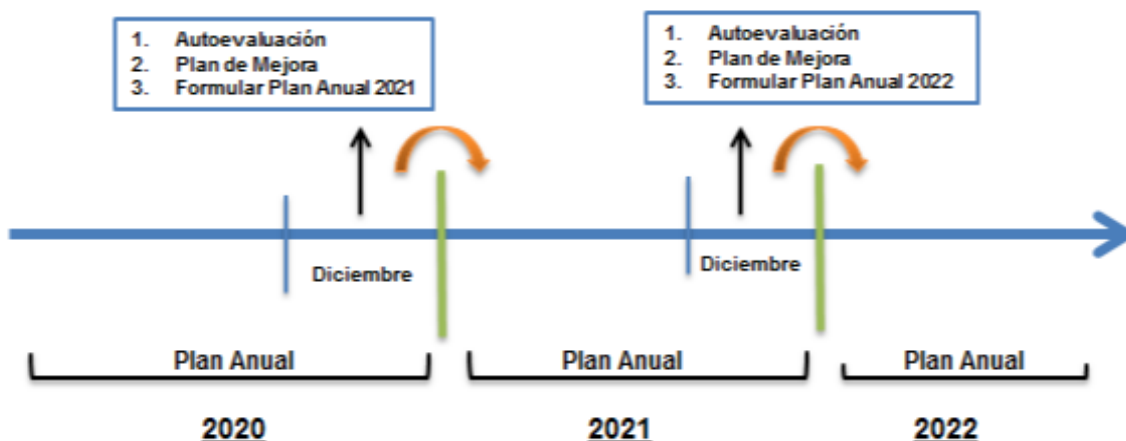 1. Autoevaluación
2. Plan de Mejora
3. Formular Plan Anual 2021
1. Autoevaluación
2. Plan de Mejora
3. Formular Plan Anual 2022
Diciembre
Diciembre
Plan Anual
Plan Anual
Plan Anual
2020
2021
2022